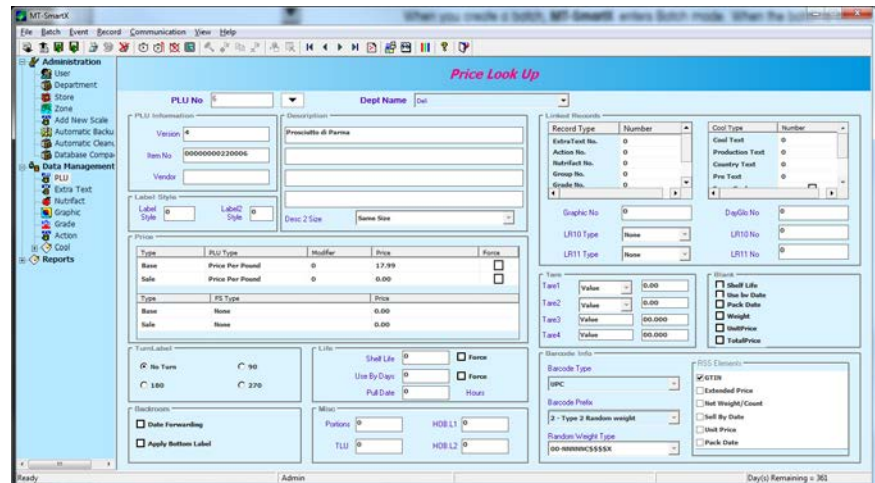 MT-SmartX
When you create a batch, MT-SmartX enters Batch mode. When the bat
File Batch Event Record Communication View Help
Administration
User
Department
Store
Zone
Add New Scale
Automatic Backu
Automatic Cleanu
Database Compa
Data Management
PLU
Extra Text
Nutrifact
Graphic
Grade
Action
Cool
Reports
Price Look Up
PLU No 6 Dept Name Deli
PLU Information
Version 4
Item No 00000000220006
Vendor
Label Style
Label Style 0 Label2 Style 0
Description
Prosciutto di Parma
Desc 2 Size Same Size
Linked Records
Record Type Number
ExtraText No. 0
Action No. 0
Nutrifact No. 0
Group No. 0
Grade No. 0
Cool Type Number
Cool Text 0
Production Text 0
Country Text 0
Pre Text 0
Graphic No 0 DayGlo No 0
LR10 Type None LR10 No 0
LR11 Type None LR11 No 0
Price
Type PLU Type Modifier Price Force
Base Price Per Pound 0 17.99
Sale Price Per Pound 0 0.00
Type FS Type Price
Base None 0.00
Sale None 0.00
Tare
Tare1 Value 0.00
Tare2 Value 0.00
Tare3 Value 00.000
Tare4 Value 00.000
Blank
Shelf Life
Use by Date
Pack Date
Weight
UnitPrice
TotalPrice
TurnLabel
No Turn 90
180 270
Life
Shelf Life 0 Force
Use By Days 0 Force
Pull Date 0 Hours
Backroom
Date Forwarding
Apply Bottom Label
Misc
Portions 0 HOB.L1 0
TLU 0 HOB.L2 0
Barcode Info
Barcode Type
UPC
Barcode Prefix
2 - Type 2 Random weight
Random Weight Type
00-NNNNNC$$$$X
RSS Elements
GTIN
Extended Price
Net Weight/Count
Sell By Date
Unit Price
Pack Date
Ready Admin Day(s) Remaining = 361